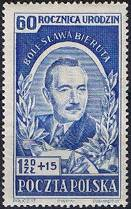 60 ROCZNICA URODZIN
BOLESŁAWA BIERUTA
1.20 ZŁ + 15
POCZTA POLSKA